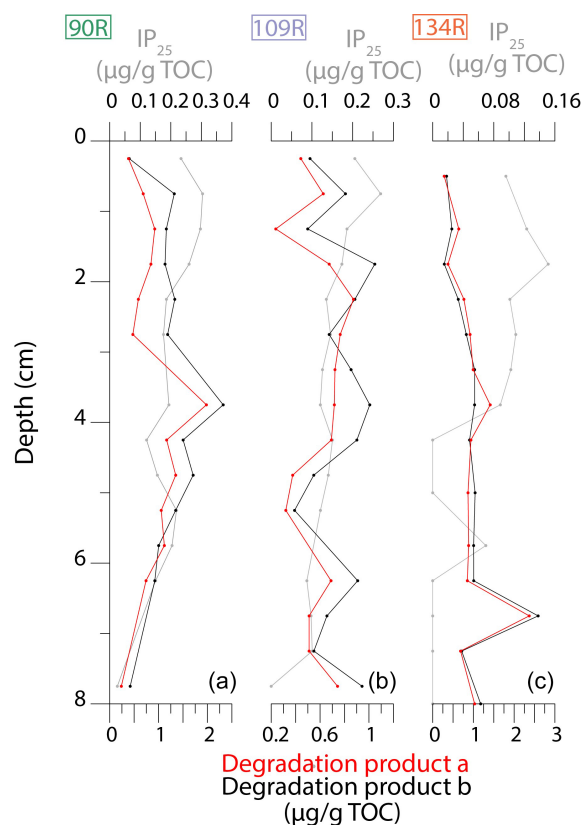 90R 109R 134R
IP25 IP25 IP25
(µg/g TOC) (µg/g TOC) (µg/g TOC)
0 0.1 0.2 0.3 0.4 0 0.1 0.2 0.3 0 0.08 0.16
0
2
4
6
8
Depth (cm)
(a) (b) (c)
0 1 2 0.2 0.6 1 0 1 2 3
Degradation product a
Degradation product b
(µg/g TOC)